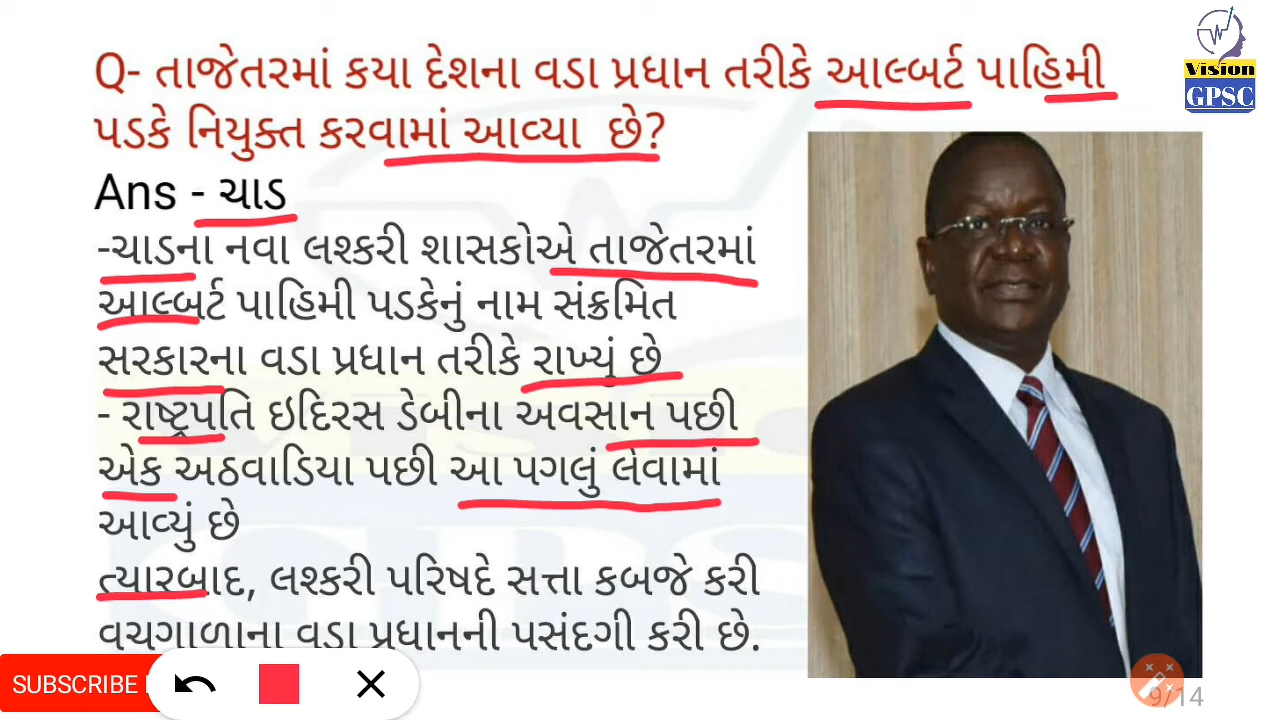 Vision
GPSC
Q- તાજેતરમાં કયા દેશના વડા પ્રધાન તરીકે આલ્બર્ટ પાહિમી
પડકે નિયુક્ત કરવામાં આવ્યા છે?
Ans - ચાડ
-ચાડના નવા લશ્કરી શાસકોએ તાજેતરમાં
આલ્બર્ટ પાહિમી પડકેનું નામ સંક્રમિત
સરકારના વડા પ્રધાન તરીકે રાખ્યું છે
- રાષ્ટ્રપતિ ઇદિરસ ડેબીના અવસાન પછી
એક અઠવાડિયા પછી આ પગલું લેવામાં
આવ્યું છે
ત્યારબાદ, લશ્કરી પરિષદે સત્તા કબજે કરી
વચગાળાના વડા પ્રધાનની પસંદગી કરી છે.
SUBSCRIBE
9/14